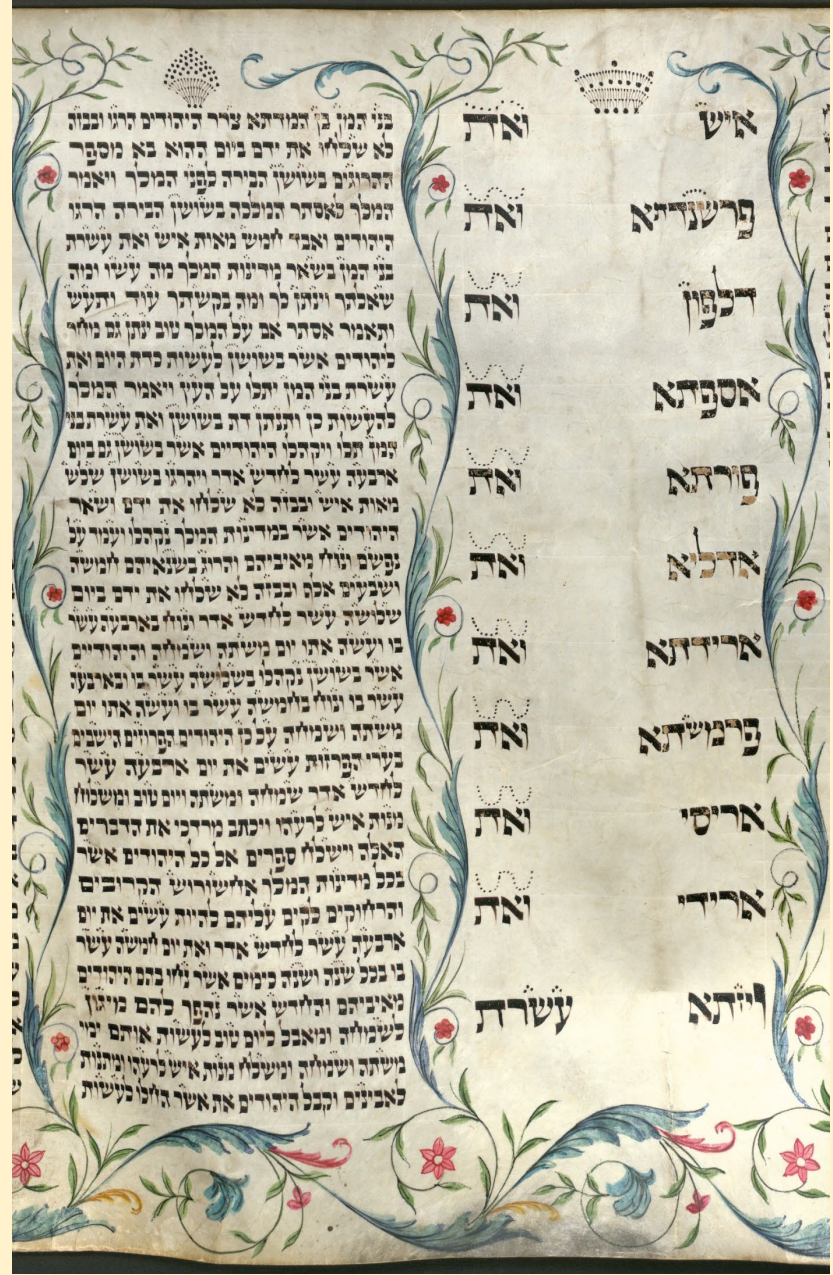 איש ואת
פרשנדתא ואת
דלפון ואת
אספתא ואת
פורתא ואת
אדליא ואת
ארידתא ואת
פרמשתא ואת
אריסי ואת
ארידי ואת
ויזתא עשרת
בני המן בן המדתא צרר היהודים הרגו ובבזה
לא שלחו את ידם ביום ההוא בא מספר
ההרוגים בשושן הבירה לפני המלך ויאמר
המלך לאסתר המלכה בשושן הבירה הרגו
היהודים ואבד חמש מאות איש ואת עשרת
בני המן בשאר מדינות המלך מה עשו ומה
שאלתך וינתן לך ומה בקשתך עוד ותעש
ותאמר אסתר אם על המלך טוב ינתן גם מחר
ליהודים אשר בשושן לעשות כדת היום ואת
עשרת בני המן יתלו על העץ ויאמר המלך
להעשות כן ותנתן דת בשושן ואת עשרת בני
המן תלו ויקהלו היהודיים אשר בשושן גם ביום
ארבעה עשר לחדש אדר ויהרגו בשושן שלש
מאות איש ובבזה לא שלחו את ידם ושאר
היהודים אשר במדינות המלך נקהלו ועמד על
נפשם ונוח מאיביהם והרוג בשנאיהם חמשה
ושבעים אלף ובבזה לא שלחו את ידם ביום
שלושה עשר לחדש אדר ונוח בארבעה עשר
בו ועשה אתו יום משתה ושמחה והיהודיים
אשר בשושן נקהלו בשלשה עשר בו ובארבעה
עשר בו ונוח בחמשה עשר בו ועשה אתו יום
משתה ושמחה על כן היהודים הפרוזים הישבים
בערי הפרזות עשים את יום ארבעה עשר
לחדש אדר שמחה ומשתה ויום טוב ומשלוח
מנות איש לרעהו ויכתב מרדכי את הדברים
האלה וישלח ספרים אל כל היהודים אשר
בכל מדינות המלך אחשורוש הקרובים
והרחוקים לקים עליהם להיות עשים את יום
ארבעה עשר לחדש אדר ואת יום חמשה עשר
בו בכל שנה ושנה כימים אשר נחו בהם היהודים
מאיביהם והחדש אשר נהפך להם מיגון
לשמחה ומאבל ליום טוב לעשות אותם ימי
משתה ושמחה ומשלח מנות איש לרעהו ומתנות
לאבינים וקבל היהודים את אשר החלו לעשות